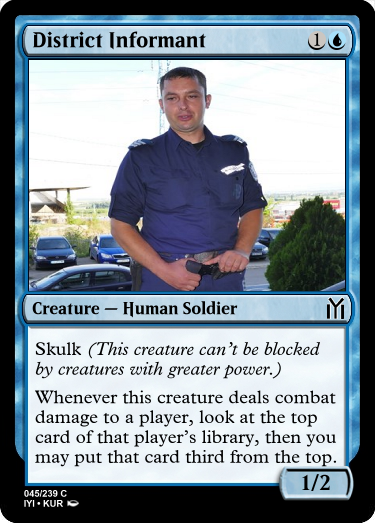 District Informant 1
Creature — Human Soldier
Skulk (This creature can't be blocked
by creatures with greater power.)
Whenever this creature deals combat
damage to a player, look at the top
card of that player's library, then you
may put that card third from the top.
1/2
045/239 C
IYI • KUR